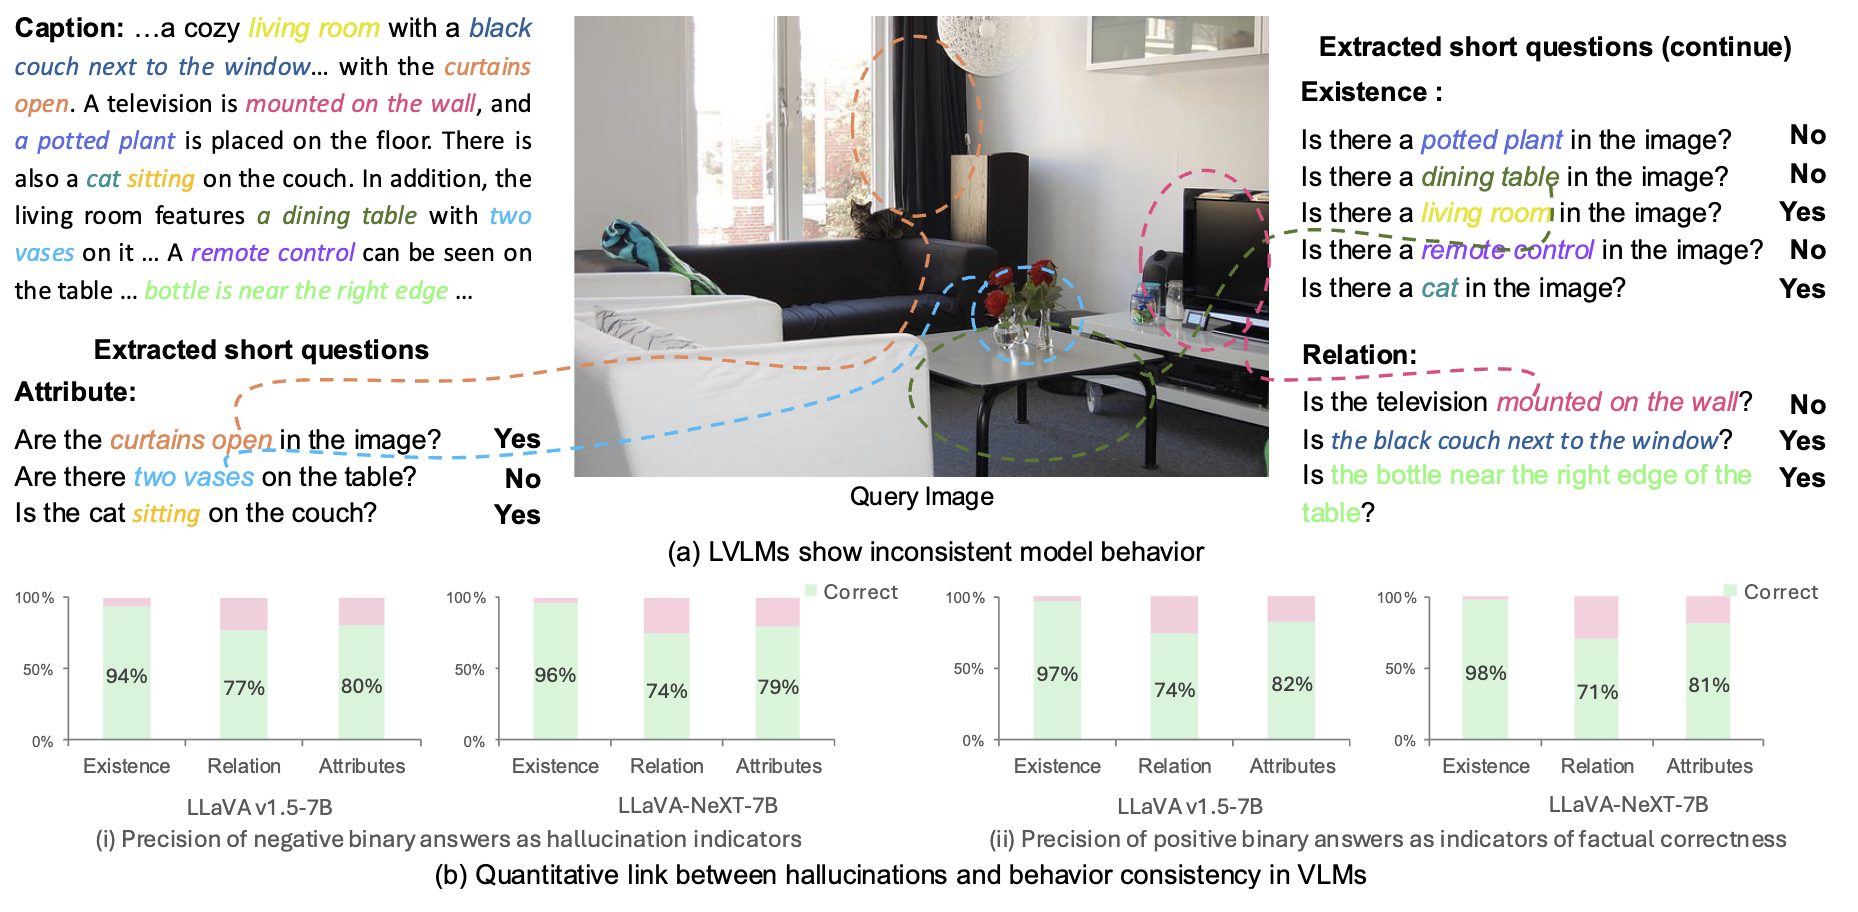 Caption: …a cozy living room with a black
couch next to the window… with the curtains
open. A television is mounted on the wall, and
a potted plant is placed on the floor. There is
also a cat sitting on the couch. In addition, the
living room features a dining table with two
vases on it … A remote control can be seen on
the table … bottle is near the right edge …
Extracted short questions
Attribute:
Are the curtains open in the image? Yes
Are there two vases on the table? No
Is the cat sitting on the couch? Yes
Query Image
Extracted short questions (continue)
Existence :
Is there a potted plant in the image? No
Is there a dining table in the image? No
Is there a living room in the image? Yes
Is there a remote control in the image? No
Is there a cat in the image? Yes
Relation:
Is the television mounted on the wall? No
Is the black couch next to the window? Yes
Is the bottle near the right edge of the Yes
table?
(a) LVLMs show inconsistent model behavior
100%
50%
0%
94%
77%
80%
Existence Relation Attributes
LLaVA v1.5-7B
100%
50%
0%
Correct
96%
74%
79%
Existence Relation Attributes
LLaVA-NeXT-7B
(i) Precision of negative binary answers as hallucination indicators
100%
50%
0%
97%
74%
82%
Existence Relation Attributes
LLaVA v1.5-7B
100%
50%
0%
Correct
98%
71%
81%
Existence Relation Attributes
LLaVA-NeXT-7B
(ii) Precision of positive binary answers as indicators of factual correctness
(b) Quantitative link between hallucinations and behavior consistency in VLMs